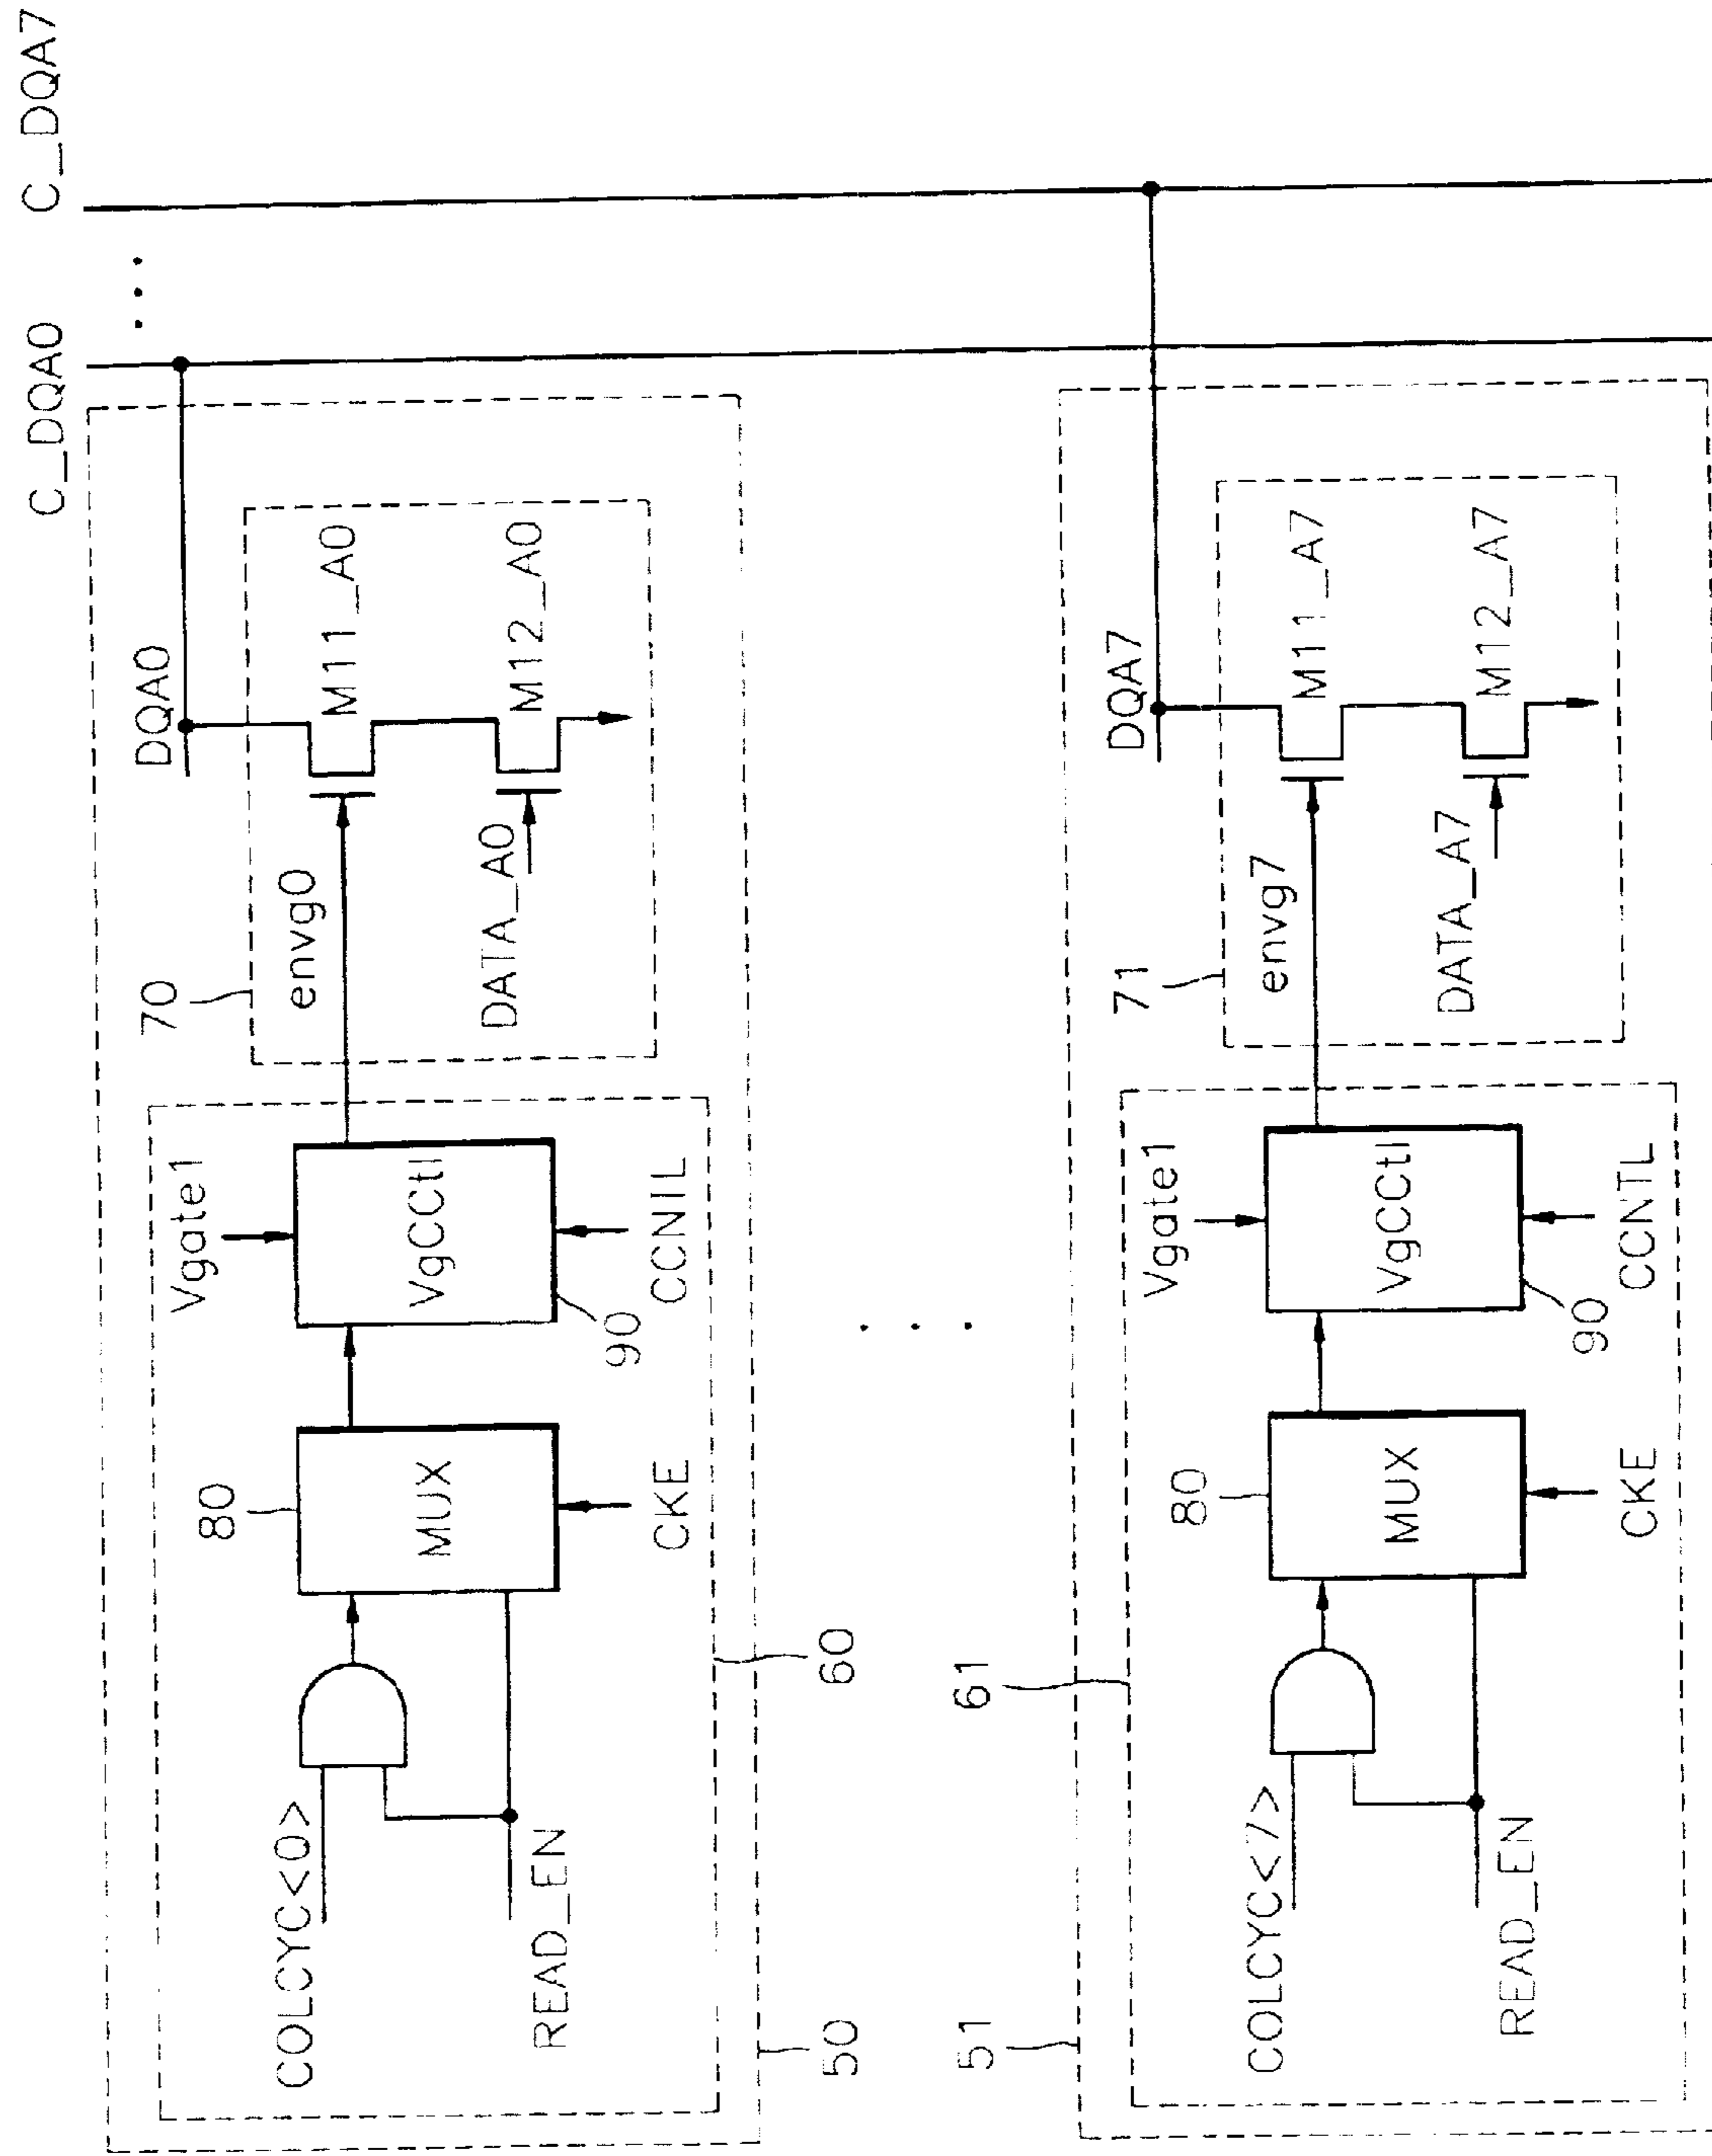 C_DQA0
C_DQA7
DQA0
M11_A0
M12_A0
envg0
DATA_A0
70
Vgate1
VgCCtl
CCNTL
90
80
MUX
CKE
60
COLCYC<0>
READ_EN
50
DQA7
M11_A7
M12_A7
envg7
DATA_A7
71
Vgate1
VgCCtl
CCNTL
90
80
MUX
CKE
61
COLCYC<7>
READ_EN
51